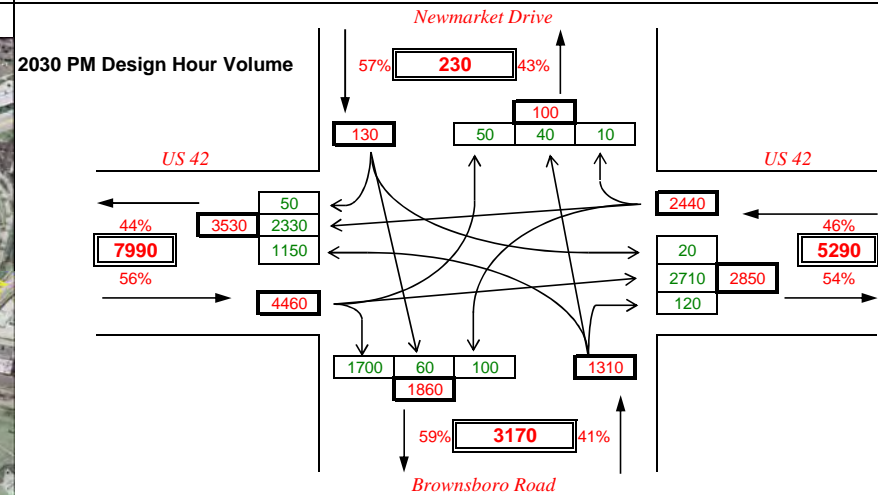 Newmarket Drive
2030 PM Design Hour Volume
57% 230 43%
100
130 50 40 10
US 42 US 42
50 2440
44% 3530 2330 46%
7990 1150 20 5290
56% 2710 2850 54%
4460 120
1700 60 100 1310
1860
59% 3170 41%
Brownsboro Road